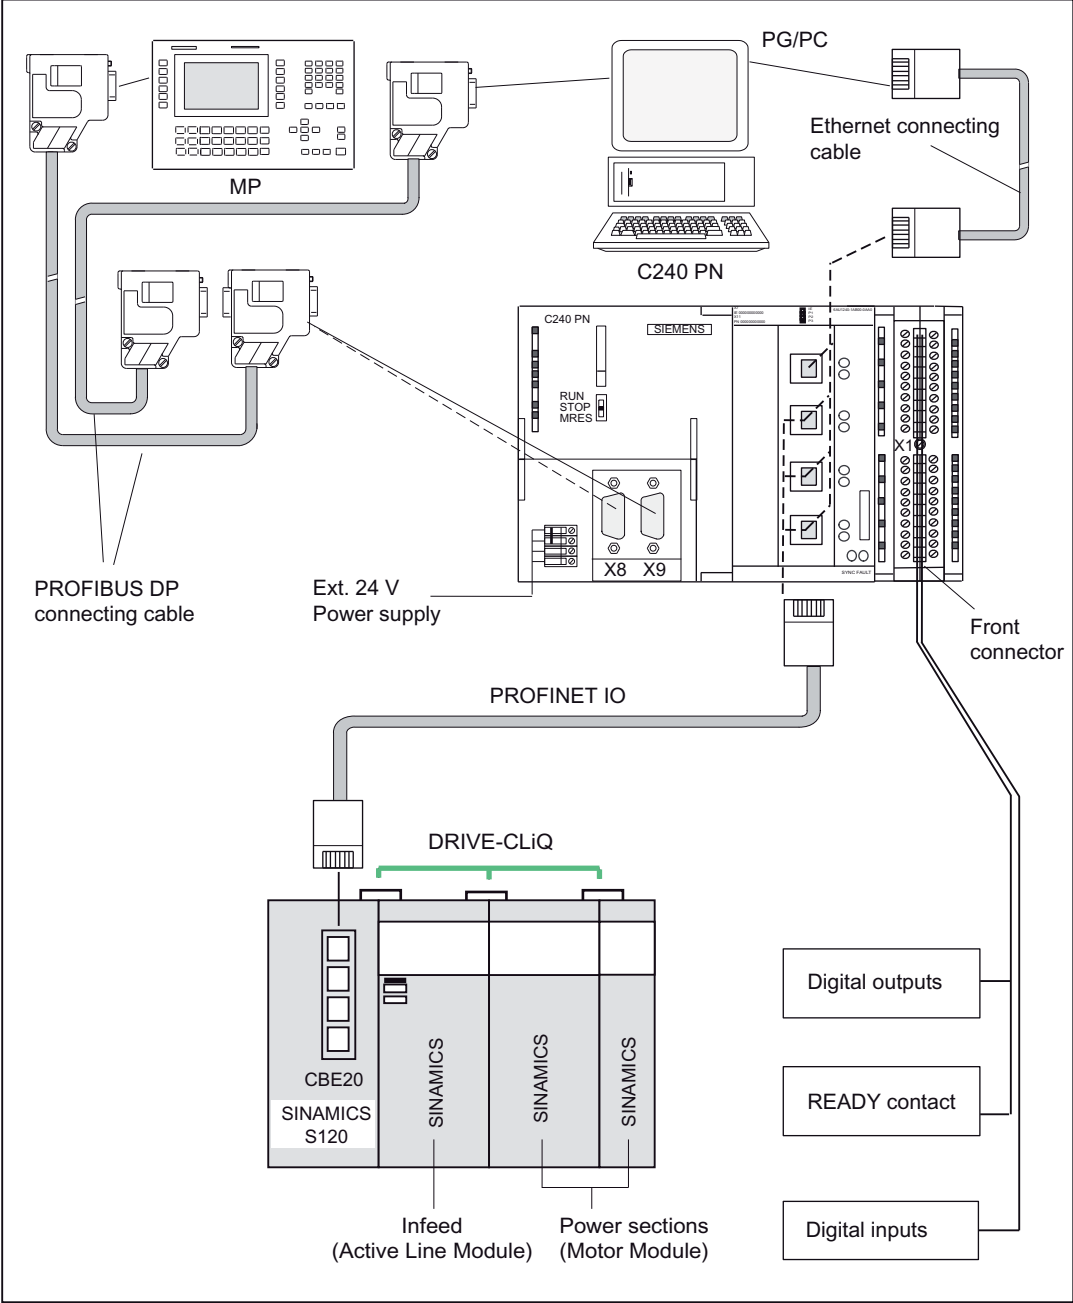 PG/PC
Ethernet connecting
cable
MP
C240 PN
C240 PN
SIEMENS
RUN
STOP
MRES
X1
X8 X9
SYNC FAULT
PROFIBUS DP
connecting cable
Ext. 24 V
Power supply
Front
connector
PROFINET IO
DRIVE-CLiQ
CBE20
SINAMICS
S120
SINAMICS
SINAMICS
SINAMICS
Infeed
(Active Line Module)
Power sections
(Motor Module)
Digital outputs
READY contact
Digital inputs